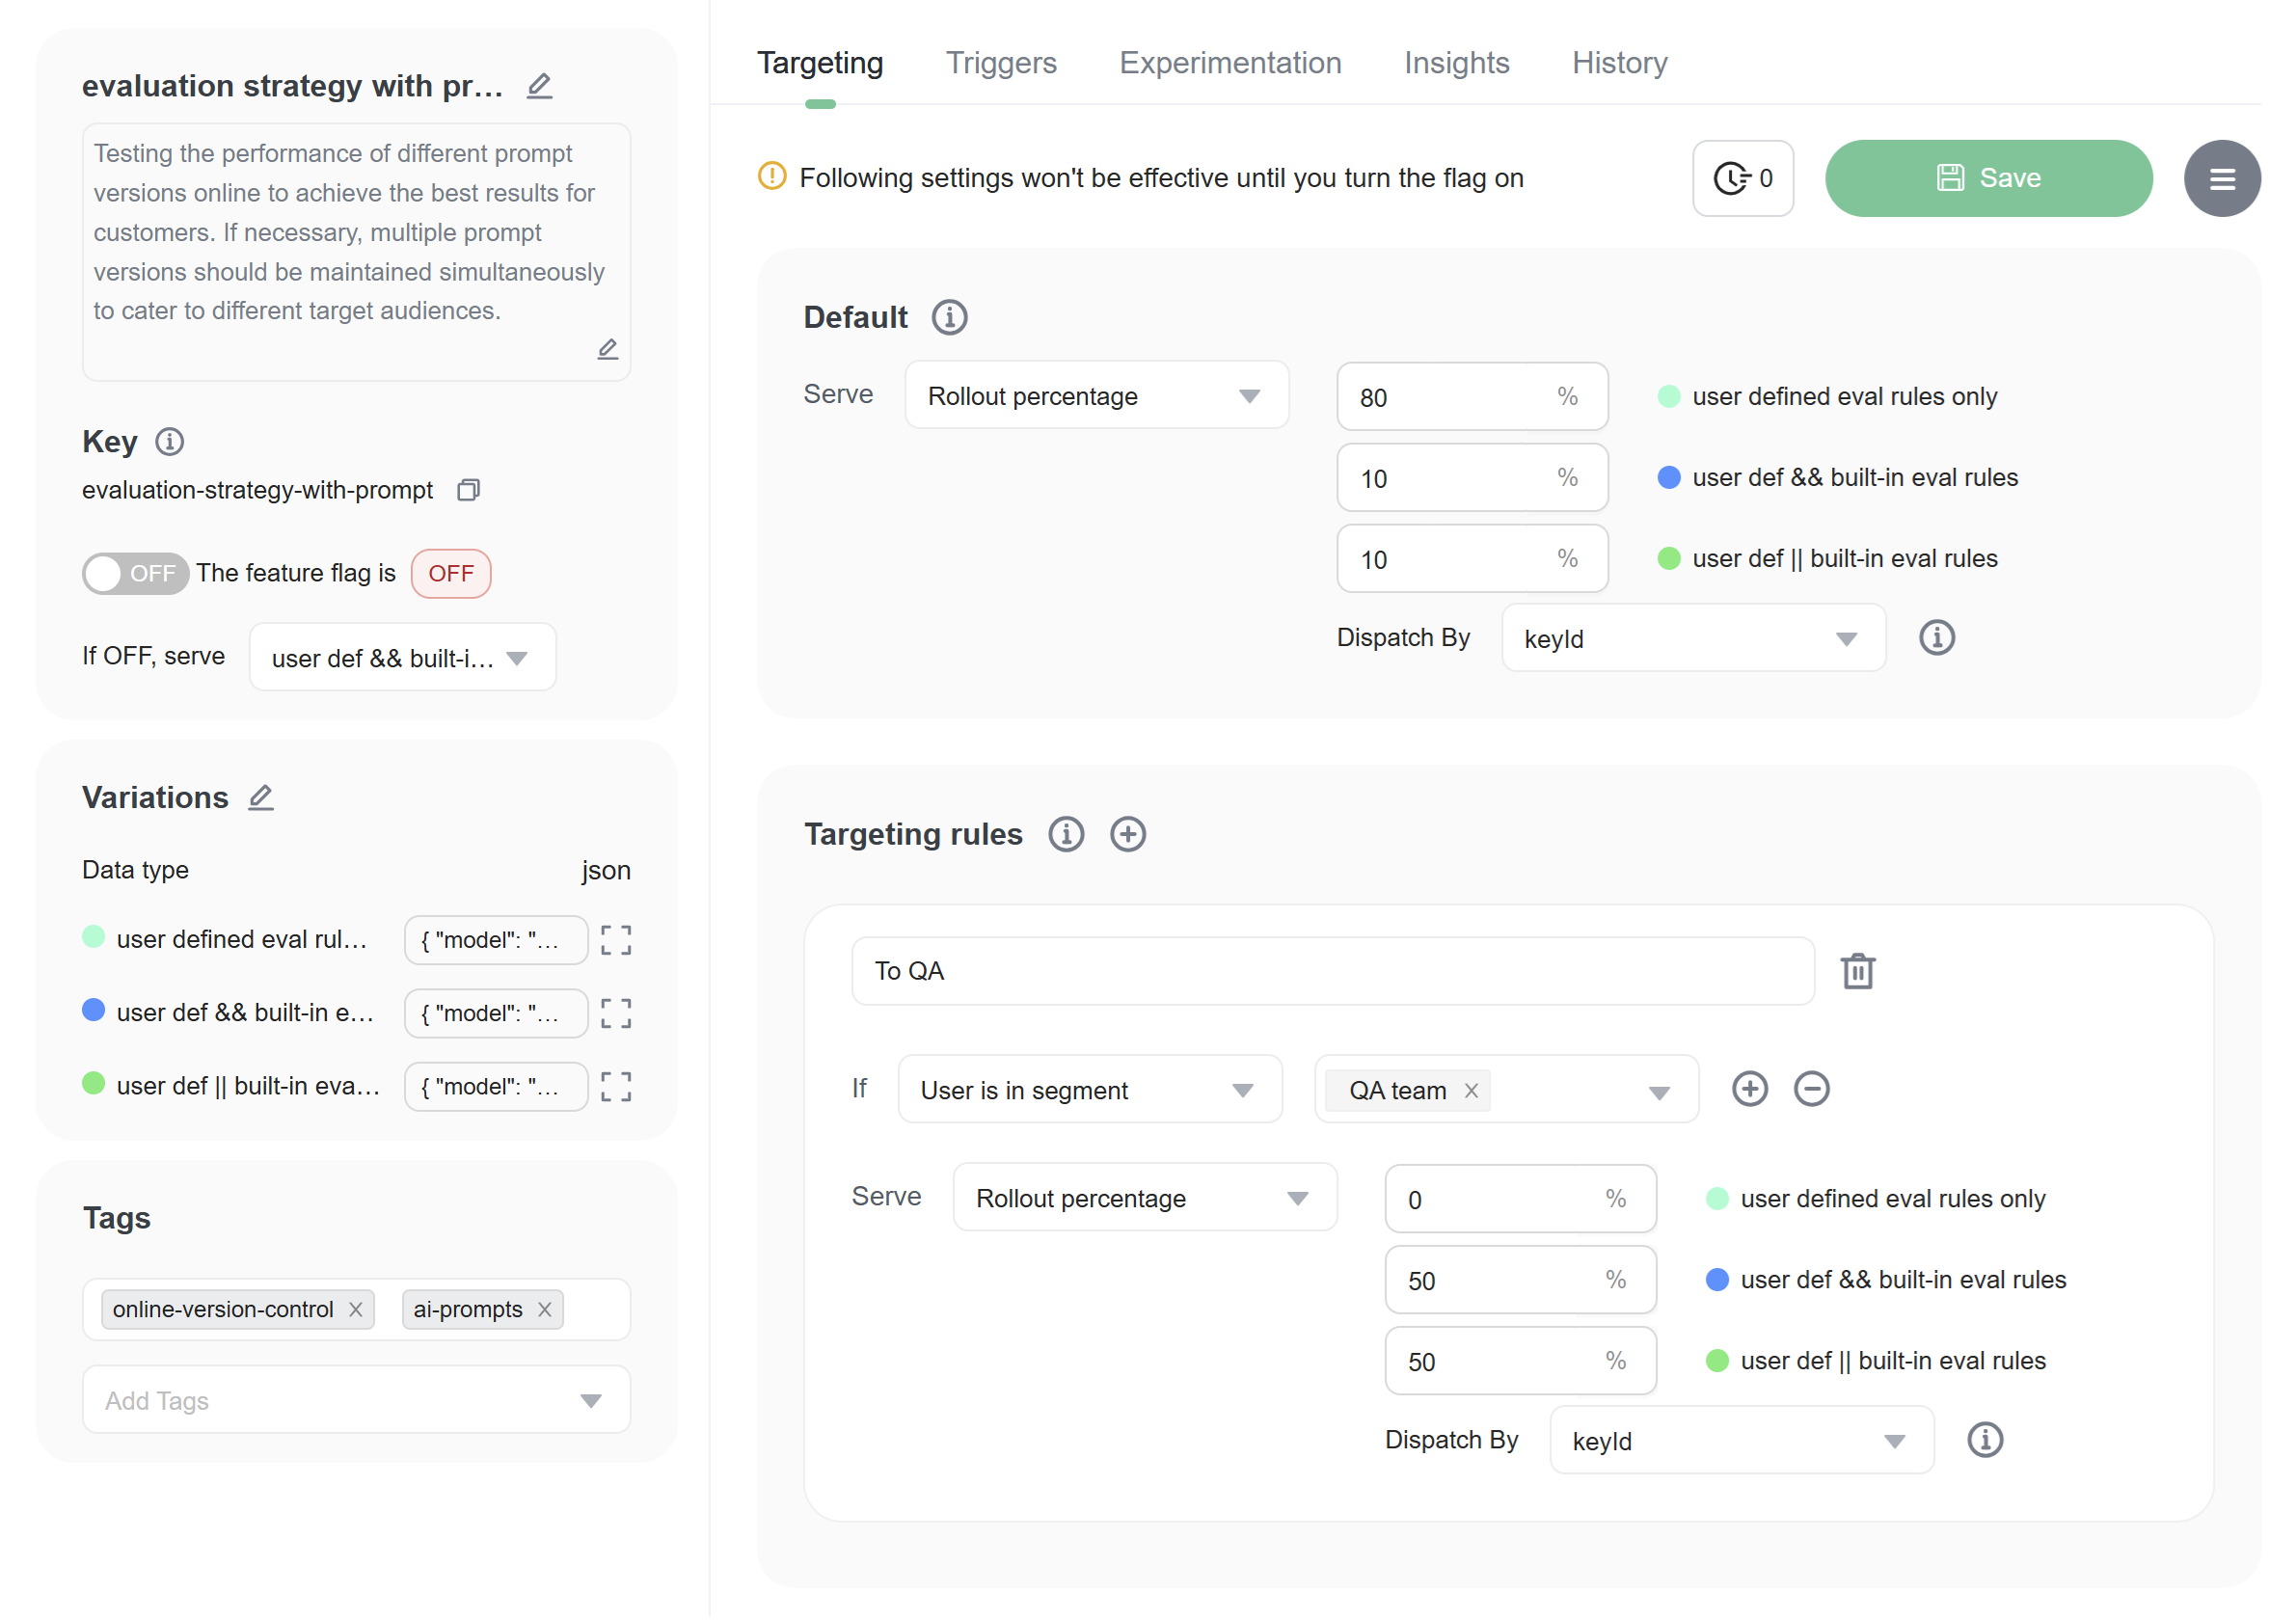 evaluation strategy with pr...
Testing the performance of different prompt
versions online to achieve the best results for
customers. If necessary, multiple prompt
versions should be maintained simultaneously
to cater to different target audiences.
Key
evaluation-strategy-with-prompt
OFF The feature flag is OFF
If OFF, serve user def && built-i...
Variations
Data type json
user defined eval rul... { "model": "...
user def && built-in e... { "model": "...
user def || built-in eva... { "model": "...
Tags
online-version-control X ai-prompts X
Add Tags
Targeting Triggers Experimentation Insights History
Following settings won't be effective until you turn the flag on
0 Save
Default
Serve Rollout percentage 80 % user defined eval rules only
10 % user def && built-in eval rules
10 % user def || built-in eval rules
Dispatch By keyId
Targeting rules
To QA
If User is in segment QA team X
Serve Rollout percentage 0 % user defined eval rules only
50 % user def && built-in eval rules
50 % user def || built-in eval rules
Dispatch By keyId